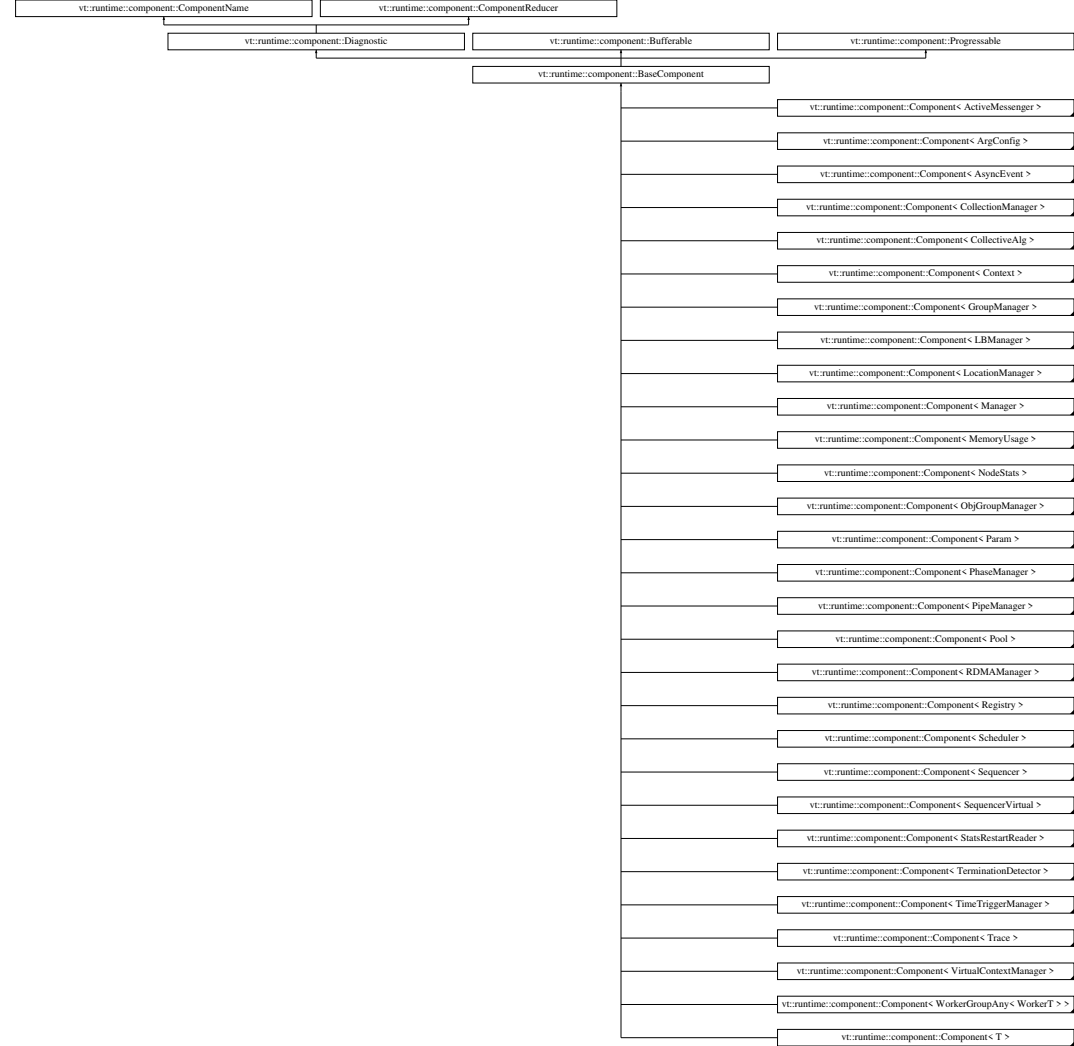 vt::runtime::component::ComponentName
vt::runtime::component::ComponentReducer
vt::runtime::component::Diagnostic
vt::runtime::component::Bufferable
vt::runtime::component::Progressable
vt::runtime::component::BaseComponent
vt::runtime::component::Component< ActiveMessenger >
vt::runtime::component::Component< ArgConfig >
vt::runtime::component::Component< AsyncEvent >
vt::runtime::component::Component< CollectionManager >
vt::runtime::component::Component< CollectiveAlg >
vt::runtime::component::Component< Context >
vt::runtime::component::Component< GroupManager >
vt::runtime::component::Component< LBManager >
vt::runtime::component::Component< LocationManager >
vt::runtime::component::Component< Manager >
vt::runtime::component::Component< MemoryUsage >
vt::runtime::component::Component< NodeStats >
vt::runtime::component::Component< ObjGroupManager >
vt::runtime::component::Component< Param >
vt::runtime::component::Component< PhaseManager >
vt::runtime::component::Component< PipeManager >
vt::runtime::component::Component< Pool >
vt::runtime::component::Component< RDMAManager >
vt::runtime::component::Component< Registry >
vt::runtime::component::Component< Scheduler >
vt::runtime::component::Component< Sequencer >
vt::runtime::component::Component< SequencerVirtual >
vt::runtime::component::Component< StatsRestartReader >
vt::runtime::component::Component< TerminationDetector >
vt::runtime::component::Component< TimeTriggerManager >
vt::runtime::component::Component< Trace >
vt::runtime::component::Component< VirtualContextManager >
vt::runtime::component::Component< WorkerGroupAny< WorkerT > >
vt::runtime::component::Component< T >